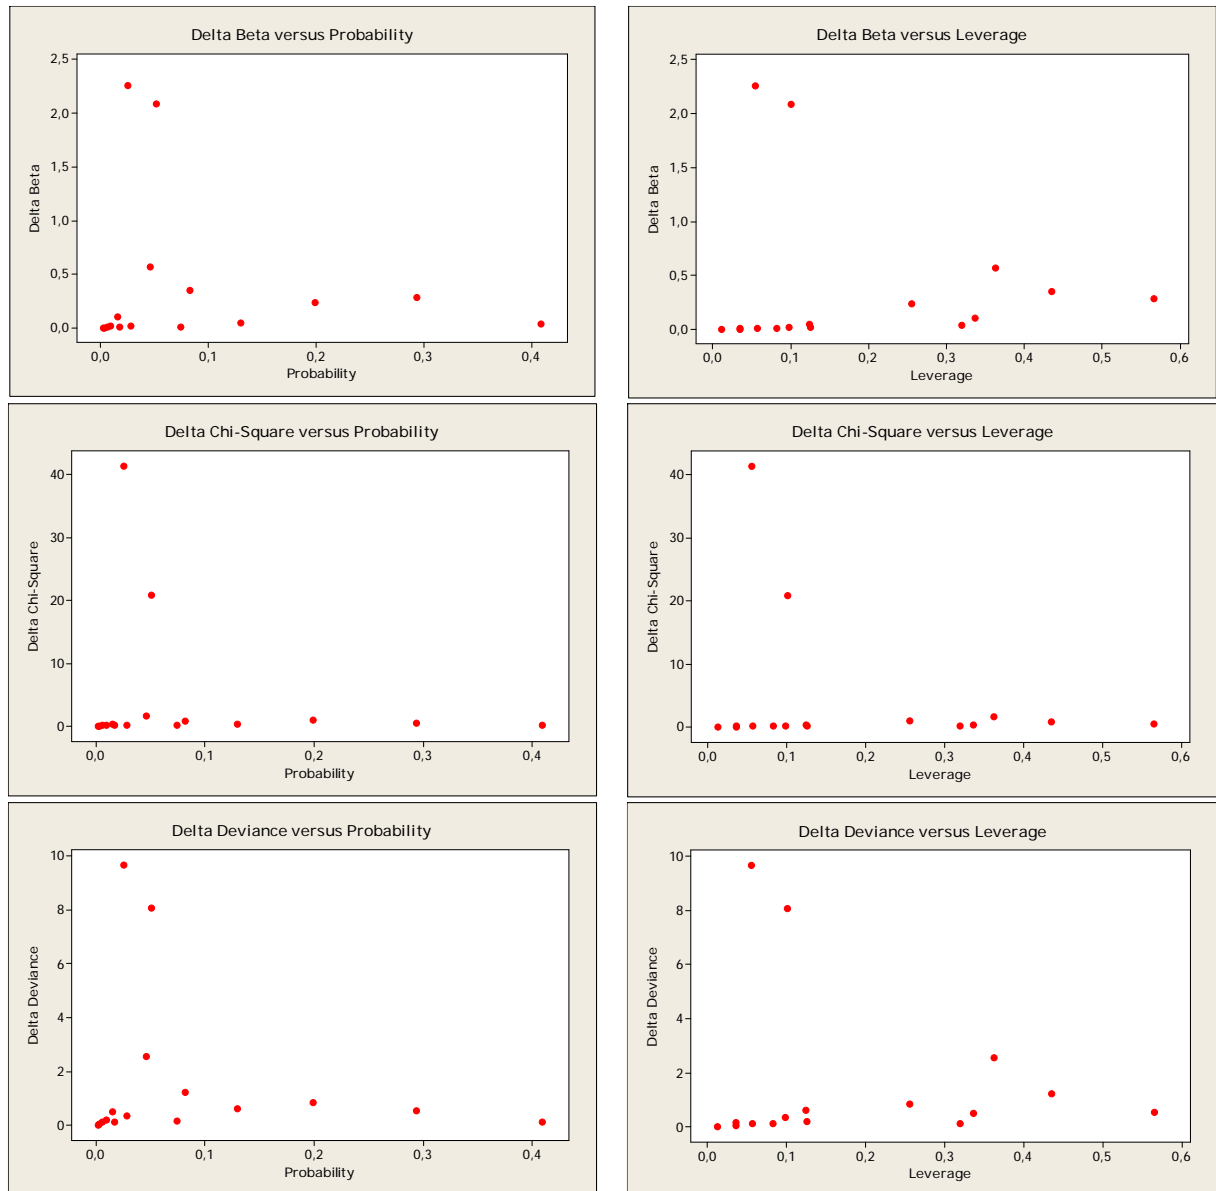 Delta Beta versus Probability
2,5
2,0
1,5
1,0
0,5
0,0
Delta Beta
0,0 0,1 0,2 0,3 0,4
Probability
Delta Beta versus Leverage
2,5
2,0
1,5
1,0
0,5
0,0
Delta Beta
0,0 0,1 0,2 0,3 0,4 0,5 0,6
Leverage
Delta Chi-Square versus Probability
40
30
20
10
0
Delta Chi-Square
0,0 0,1 0,2 0,3 0,4
Probability
Delta Chi-Square versus Leverage
40
30
20
10
0
Delta Chi-Square
0,0 0,1 0,2 0,3 0,4 0,5 0,6
Leverage
Delta Deviance versus Probability
10
8
6
4
2
0
Delta Deviance
0,0 0,1 0,2 0,3 0,4
Probability
Delta Deviance versus Leverage
10
8
6
4
2
0
Delta Deviance
0,0 0,1 0,2 0,3 0,4 0,5 0,6
Leverage